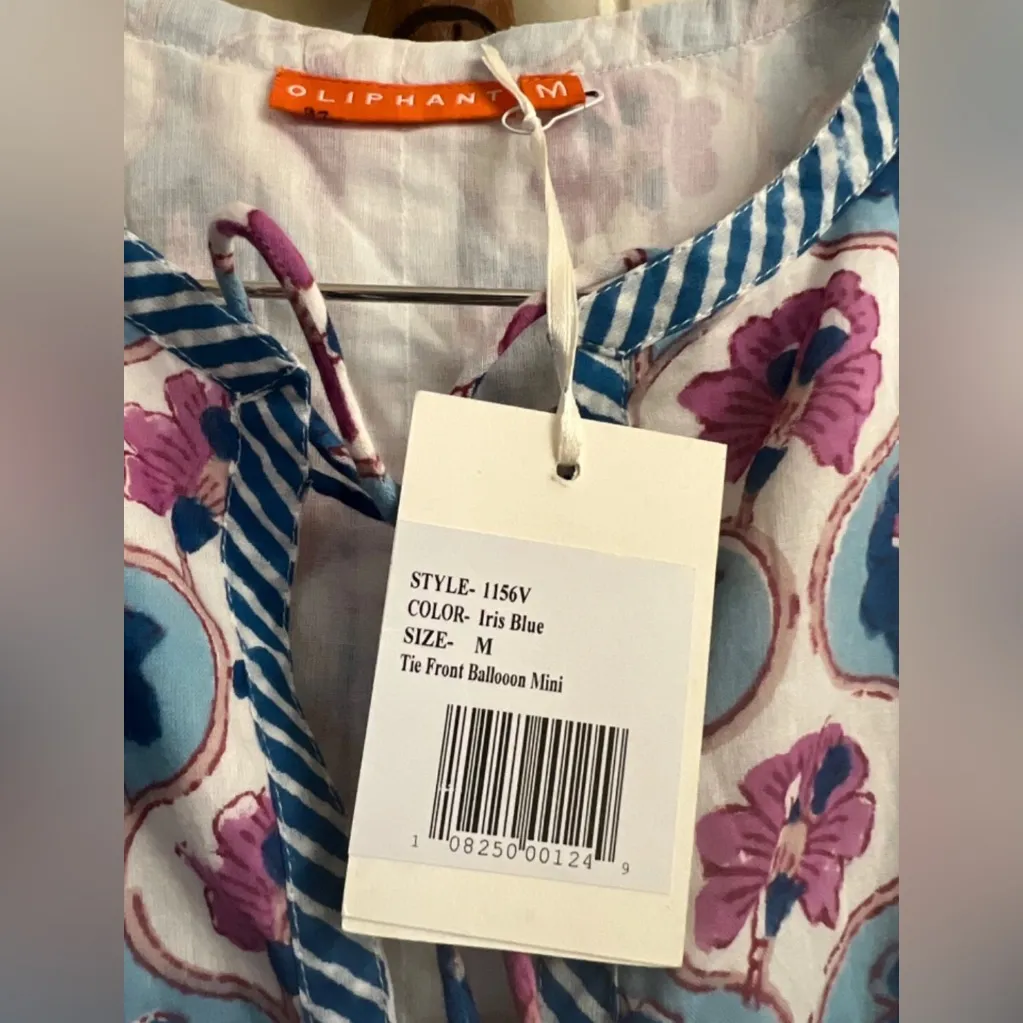 OLIPHANT M
STYLE- 1156V
COLOR- Iris Blue
SIZE- M
Tie Front Ballooon Mini
1 08250 00124 9